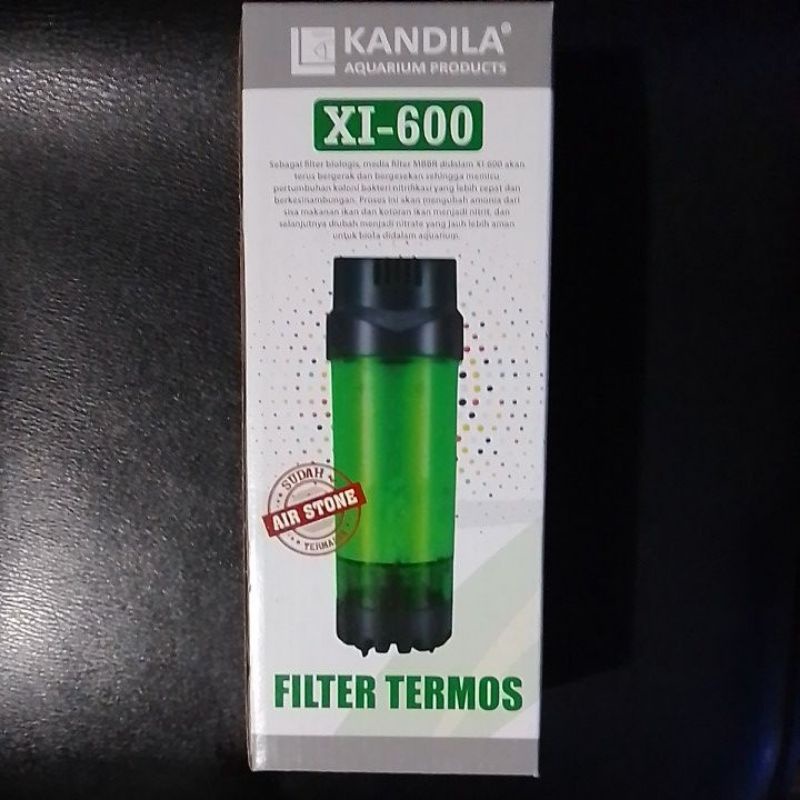 KANDILA®
AQUARIUM PRODUCTS
XI-600
Sebagai filter biologis, media filter MBBR didalam XI 600 akan
terus bergerak dan bergesekan sehingga memicu
pertumbuhan koloni bakteri nitrifikasi yang lebih cepat dan
berkesinambungan. Proses ini akan mengubah amonia dari
sisa makanan ikan dan kotoran ikan menjadi nitrit, dan
selanjutnya diubah menjadi nitrate yang jauh lebih aman
untuk biota didalam aquarium.
SUDAH
AIR STONE
TERMASUK
FILTER TERMOS